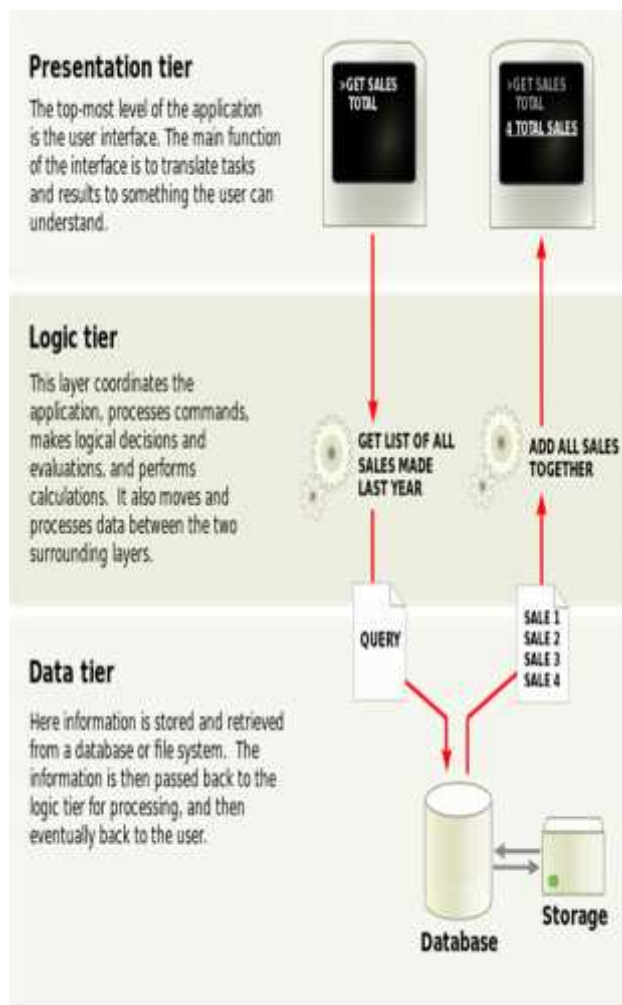 Presentation tier
The top-most level of the application
is the user interface. The main function
of the interface is to translate tasks
and results to something the user can
understand.
>GET SALES
TOTAL
>GET SALES
TOTAL
4 TOTAL SALES
Logic tier
This layer coordinates the
application, processes commands,
makes logical decisions and
evaluations, and performs
calculations. It also moves and
processes data between the two
surrounding layers.
GET LIST OF ALL
SALES MADE
LAST YEAR
ADD ALL SALES
TOGETHER
Data tier
Here information is stored and retrieved
from a database or file system. The
information is then passed back to the
logic tier for processing, and then
eventually back to the user.
QUERY
SALE 1
SALE 2
SALE 3
SALE 4
Database
Storage